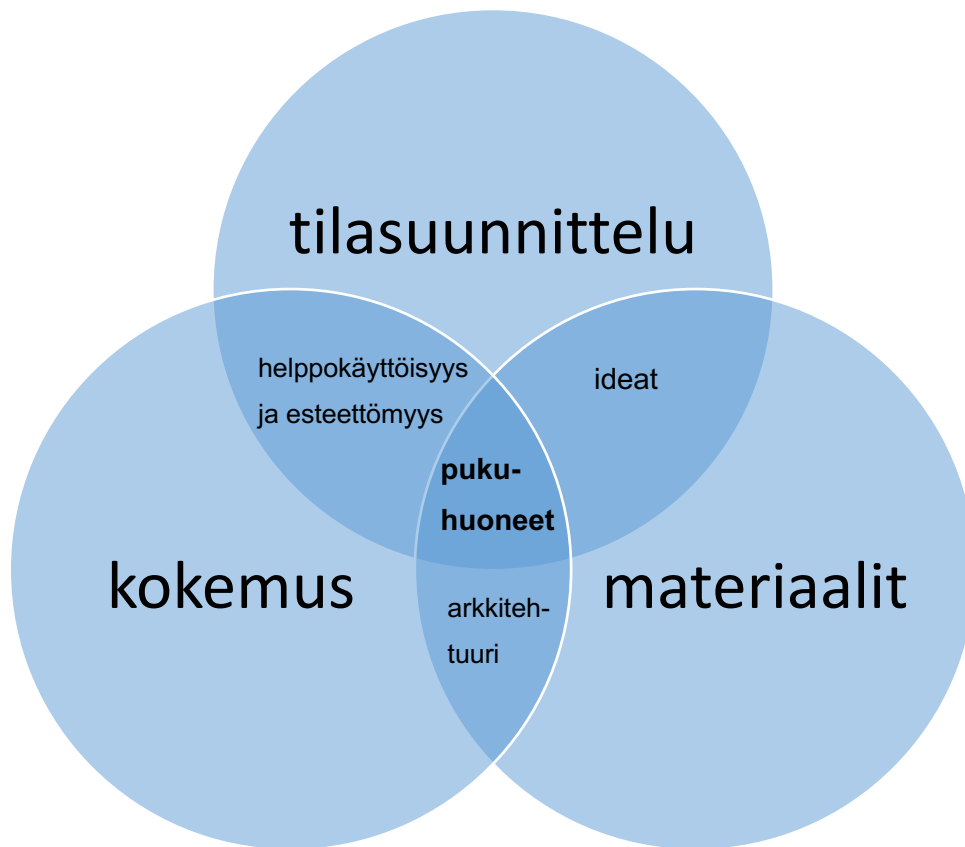 tilasuunnittelu
helppokäyttöisyys
ja esteettömyys
ideat
puku-
huoneet
kokemus
materiaalit
arkkiteh-
tuuri